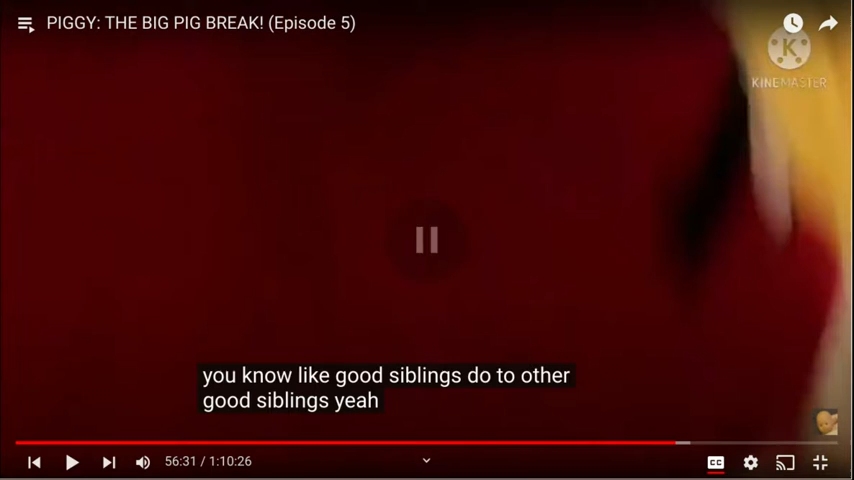 PIGGY: THE BIG PIG BREAK! (Episode 5)
K
KINEMASTER
you know like good siblings do to other
good siblings yeah
56:31 / 1:10:26
CC